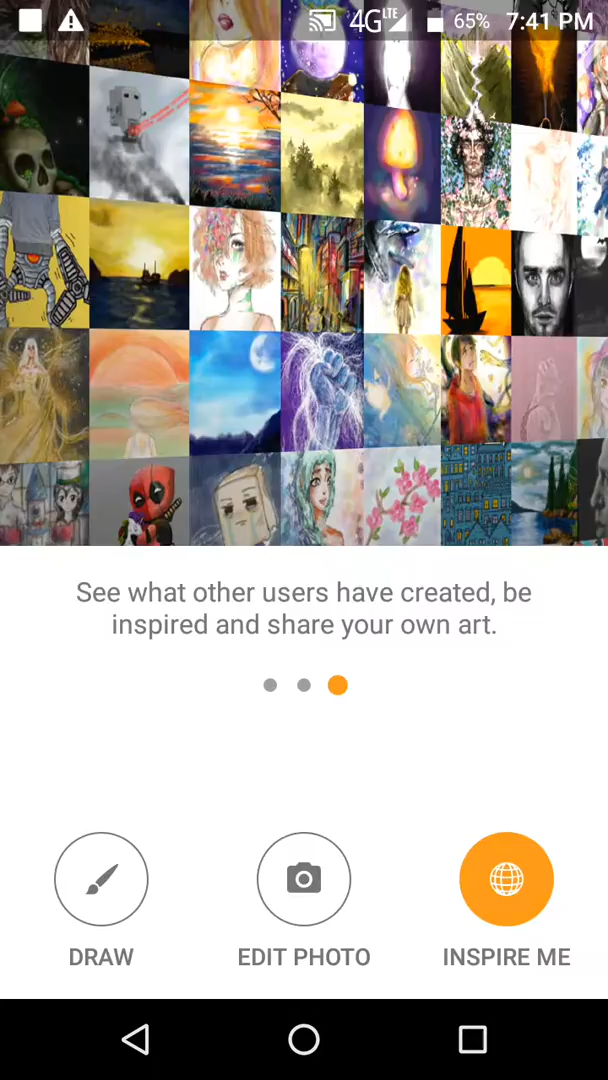 4G LTE 65% 7:41 PM
See what other users have created, be
inspired and share your own art.
DRAW EDIT PHOTO INSPIRE ME